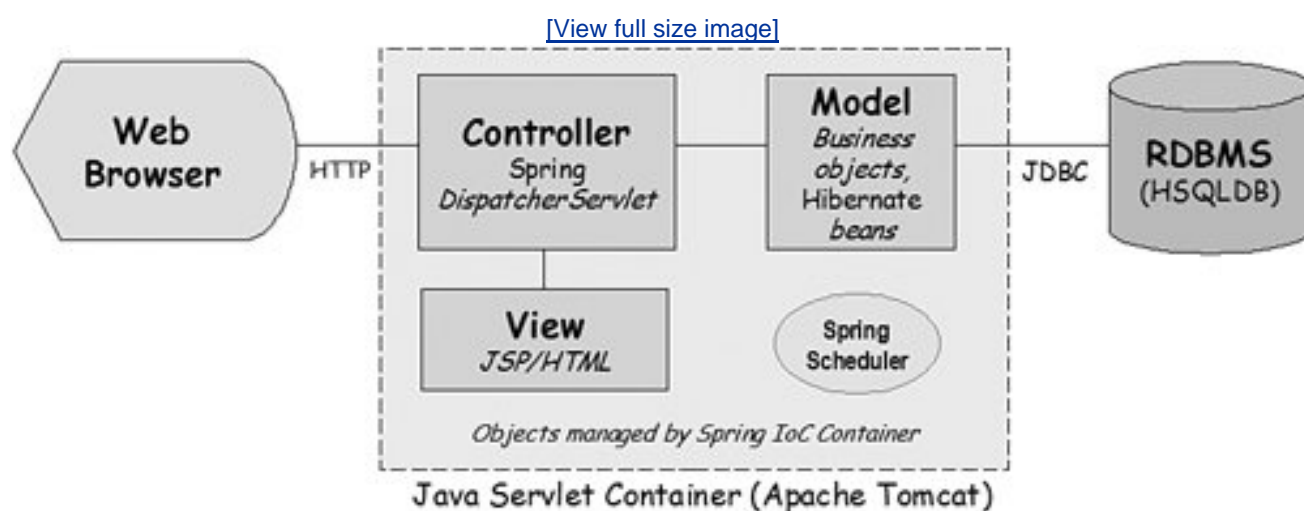 [View full size image]
Web
Browser
HTTP
Controller
Spring
DispatcherServlet
Model
Business
objects,
Hibernate
beans
JDBC
RDBMS
(HSQLDB)
View
JSP/HTML
Spring
Scheduler
Objects managed by Spring IoC Container
Java Servlet Container (Apache Tomcat)